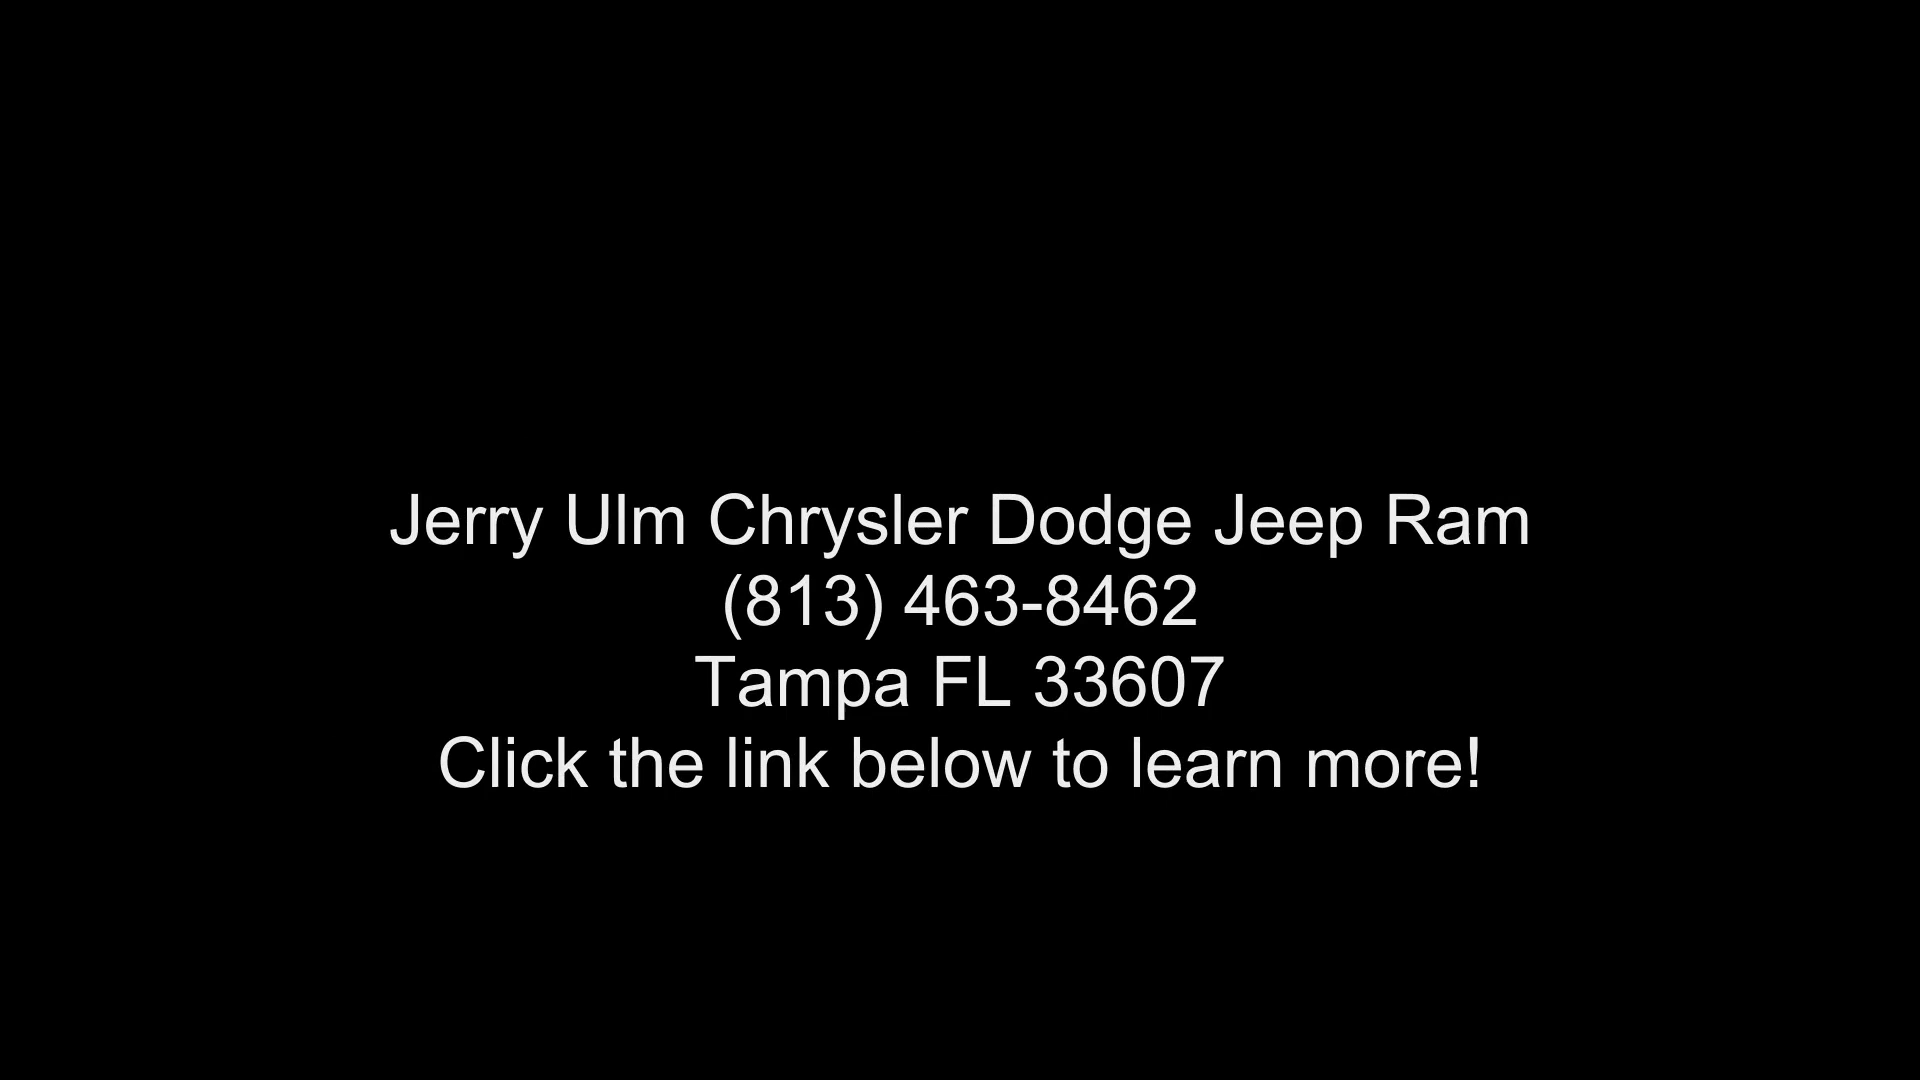 Jerry Ulm Chrysler Dodge Jeep Ram
(813) 463-8462
Tampa FL 33607
Click the link below to learn more!